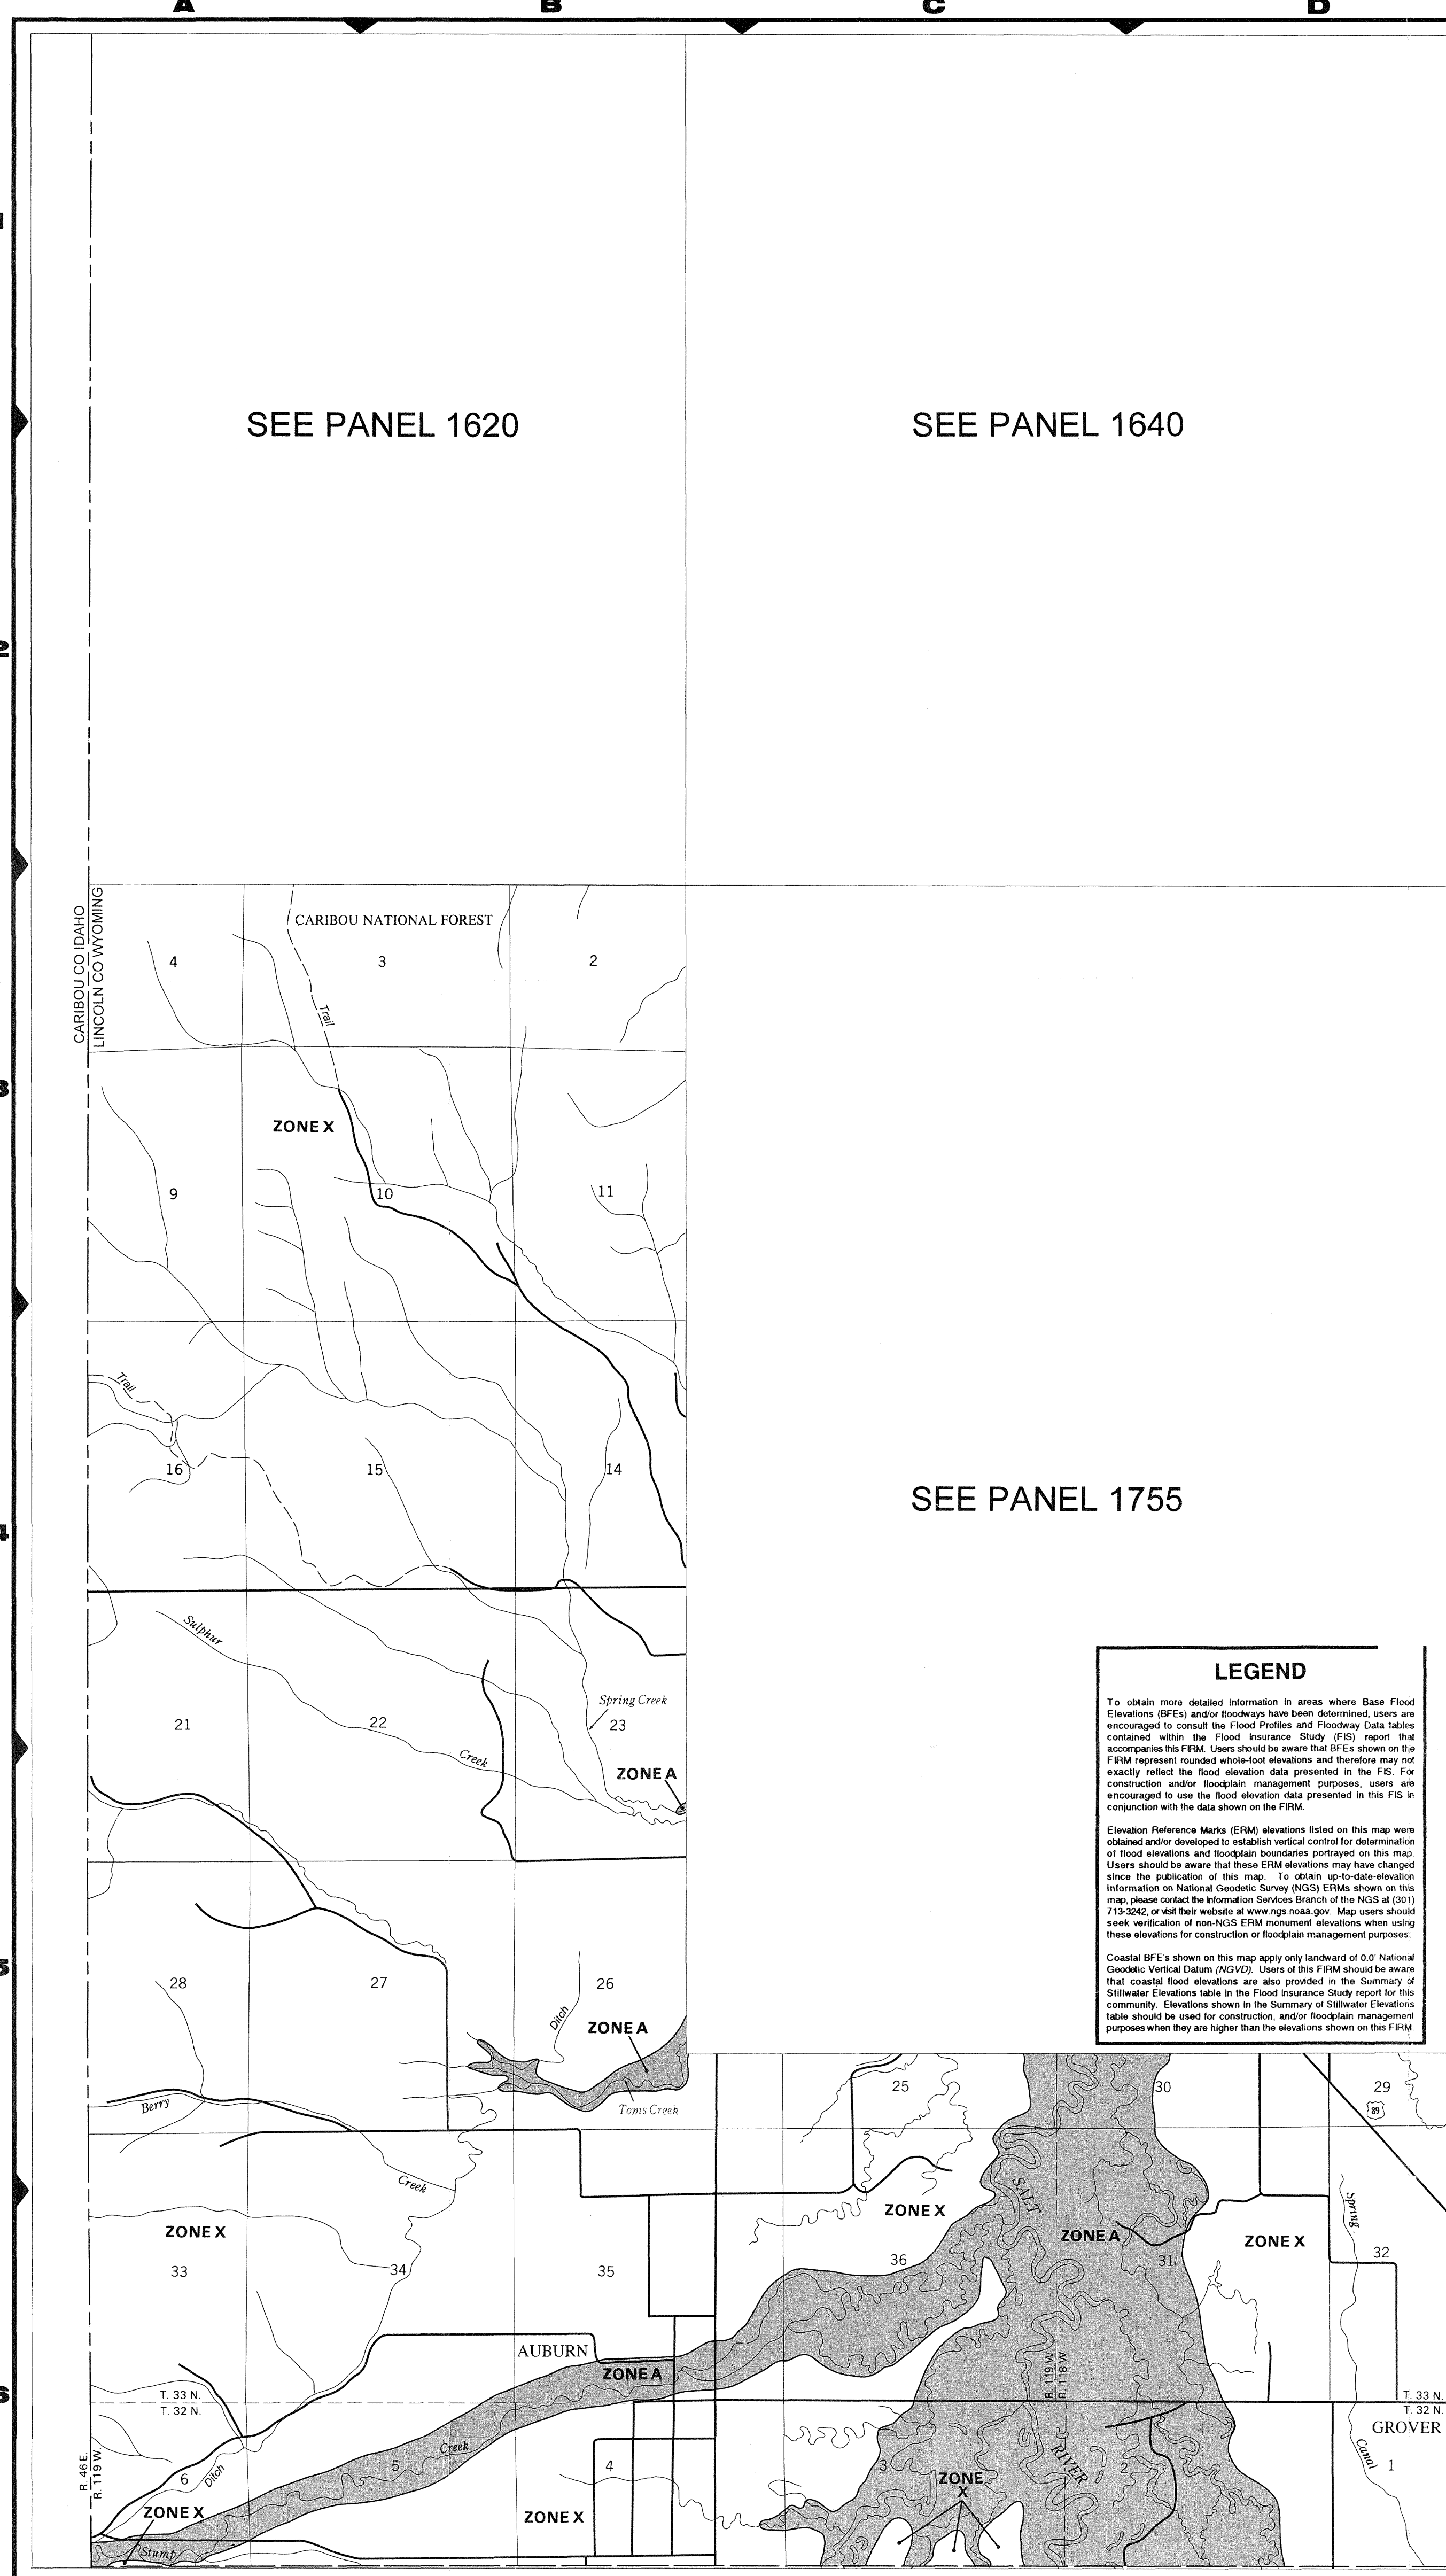 A B C D
1
SEE PANEL 1620
SEE PANEL 1640
2
CARIBOU CO IDAHO
LINCOLN CO WYOMING
CARIBOU NATIONAL FOREST
4
3
2
Trail
3
ZONE X
9
10
11
Trail
16
15
14
SEE PANEL 1755
4
Sulphur
Creek
Spring Creek
21
22
23
ZONE A
LEGEND
To obtain more detailed information in areas where Base Flood
Elevations (BFEs) and/or floodways have been determined, users are
encouraged to consult the Flood Profiles and Floodway Data tables
contained within the Flood Insurance Study (FIS) report that
accompanies this FIRM. Users should be aware that BFEs shown on the
FIRM represent rounded whole-foot elevations and therefore may not
exactly reflect the flood elevation data presented in the FIS. For
construction and/or floodplain management purposes, users are
encouraged to use the flood elevation data presented in this FIS in
conjunction with the data shown on the FIRM.
Elevation Reference Marks (ERM) elevations listed on this map were
obtained and/or developed to establish vertical control for determination
of flood elevations and floodplain boundaries portrayed on this map.
Users should be aware that these ERM elevations may have changed
since the publication of this map. To obtain up-to-date-elevation
information on National Geodetic Survey (NGS) ERMs shown on this
map, please contact the Information Services Branch of the NGS at (301)
713-3242, or visit their website at www.ngs.noaa.gov. Map users should
seek verification of non-NGS ERM monument elevations when using
these elevations for construction or floodplain management purposes.
Coastal BFE's shown on this map apply only landward of 0.0' National
Geodetic Vertical Datum (NGVD). Users of this FIRM should be aware
that coastal flood elevations are also provided in the Summary of
Stillwater Elevations table in the Flood Insurance Study report for this
community. Elevations shown in the Summary of Stillwater Elevations
table should be used for construction, and/or floodplain management
purposes when they are higher than the elevations shown on this FIRM.
5
28
27
26
Ditch
ZONE A
Toms Creek
Berry
Creek
25
30
29
89
SALT
ZONE X
ZONE X
ZONE A
ZONE X
Spring
33
34
35
36
31
32
AUBURN
ZONE A
R. 119 W.
R. 118 W.
6
T. 33 N.
T. 32 N.
T. 33 N.
T. 32 N.
GROVER
Canal
R. 46 E.
R. 119 W.
6
Ditch
5
Creek
4
3
RIVER
2
1
ZONE
X
ZONE X
ZONE X
Stump